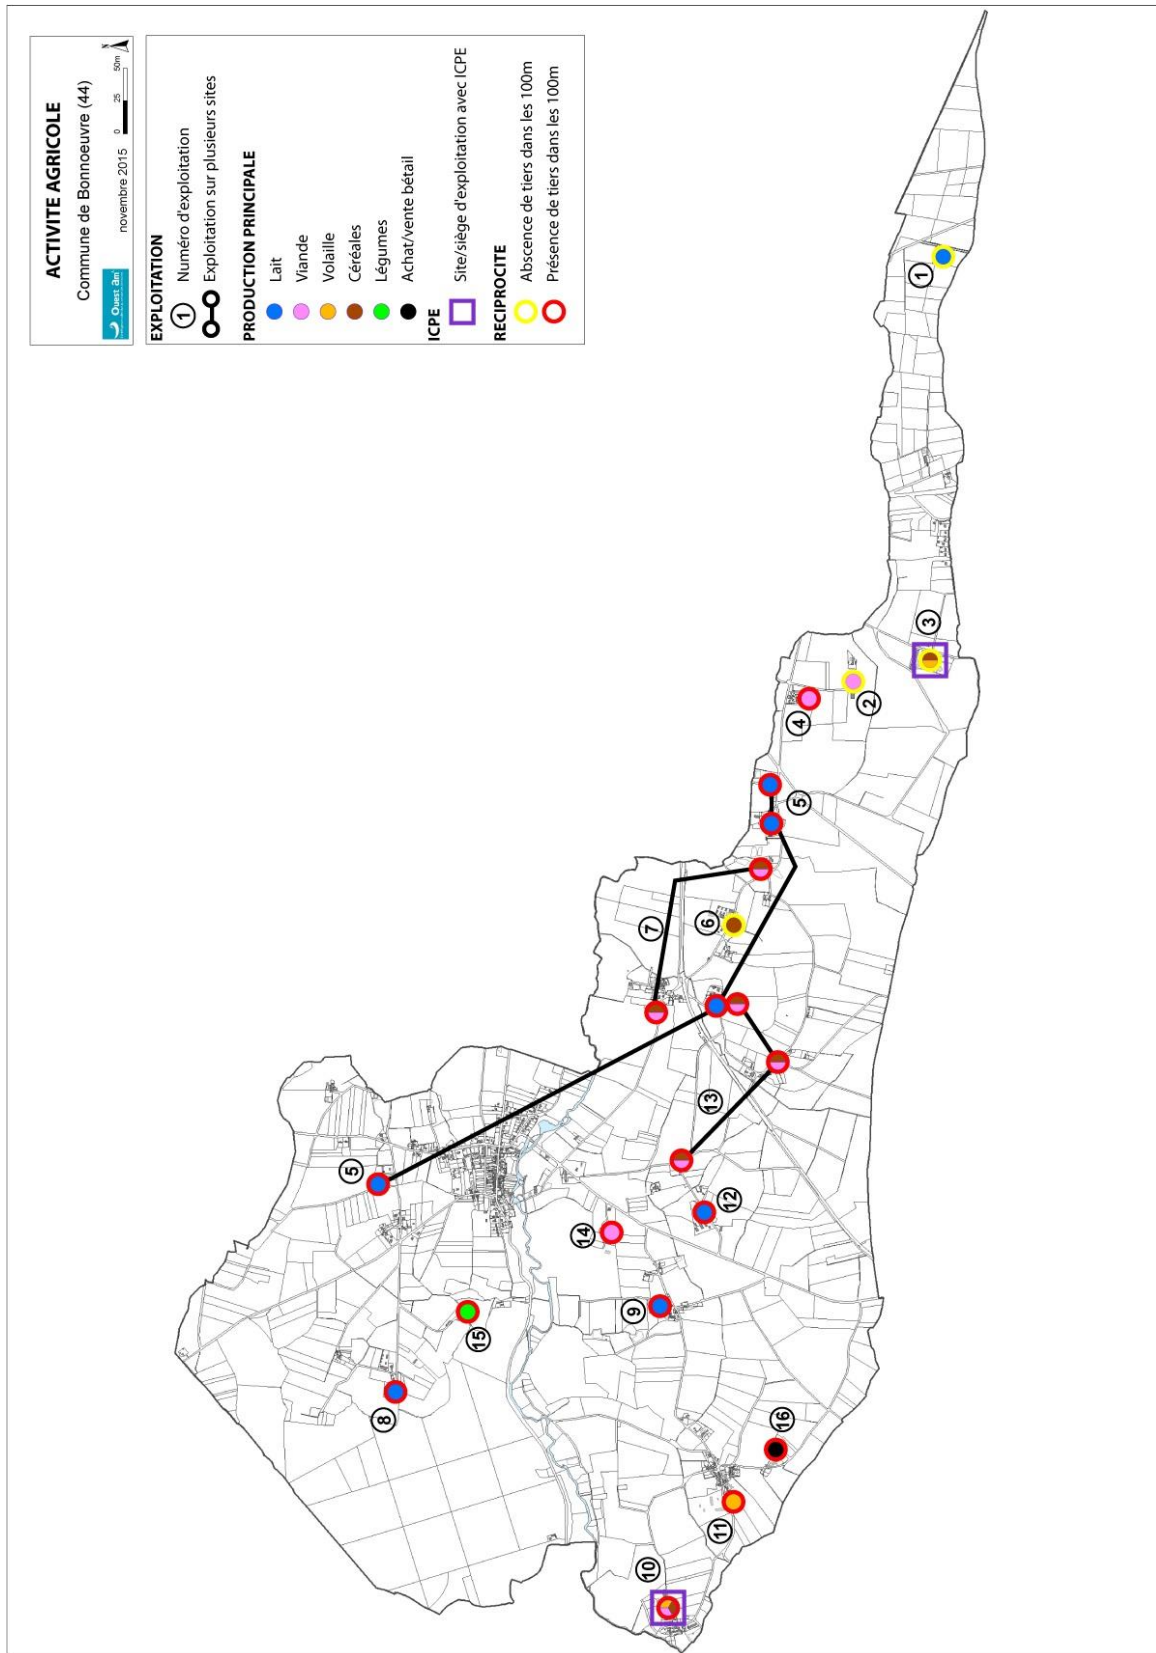 ACTIVITE AGRICOLE
Commune de Bonnoeuvre (44)
Ouest am'
novembre 2015
0 25 50m
N
EXPLOITATION
1 Numéro d'exploitation
Exploitation sur plusieurs sites
PRODUCTION PRINCIPALE
Lait
Viande
Volaille
Céréales
Légumes
Achat/vente bétail
ICPE
Site/siège d'exploitation avec ICPE
RECIPROCITE
Abscence de tiers dans les 100m
Présence de tiers dans les 100m
1
3
2
4
5
6
7
13
5
12
14
9
15
8
16
11
10